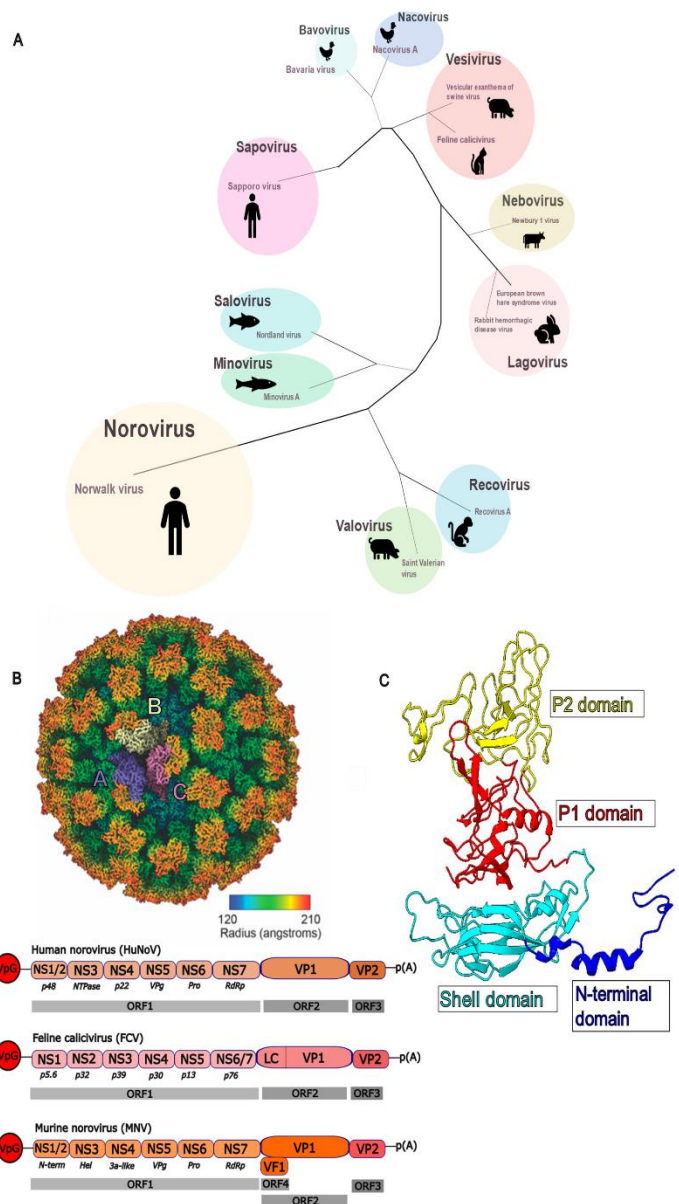 A
Nacovirus
Bavovirus
Nacovirus A
Bavaria virus
Vesivirus
Vesicular exanthema of
swine virus
Feline calicivirus
Sapovirus
Sapporo virus
Nebovirus
Newbury 1 virus
European brown
hare syndrome virus
Rabbit hemorrhagic
disease virus
Lagovirus
Salovirus
Nordland virus
Minovirus
Minovirus A
Norovirus
Norwalk virus
Recovirus
Recovirus A
Valovirus
Saint Valerian
virus
B
B
A
C
120 210
Radius (angstroms)
C
P2 domain
P1 domain
Shell domain
N-terminal
domain
Human norovirus (HuNoV)
VpG NS1/2 NS3 NS4 NS5 NS6 NS7 VP1 VP2 p(A)
p48 NTPase p22 VPg Pro RdRp
ORF1 ORF2 ORF3
Feline calicivirus (FCV)
VpG NS1 NS2 NS3 NS4 NS5 NS6/7 LC VP1 VP2 p(A)
p5.6 p32 p39 p30 p13 p76
ORF1 ORF2 ORF3
Murine norovirus (MNV)
VpG NS1/2 NS3 NS4 NS5 NS6 NS7 VP1 VP2 p(A)
N-term Hel 3a-like VPg Pro RdRp VF1
ORF1 ORF4 ORF3
ORF2